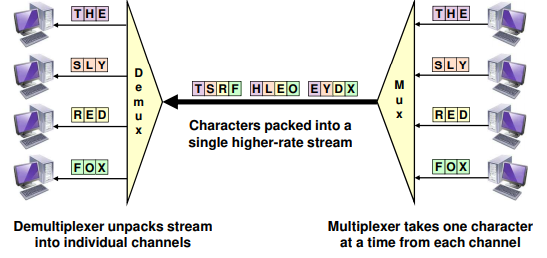 THE
THE
SLY
SLY
Demux
TSRF HLEO EYDX
Mux
RED
RED
Characters packed into a
single higher-rate stream
FOX
FOX
Demultiplexer unpacks stream
into individual channels
Multiplexer takes one character
at a time from each channel